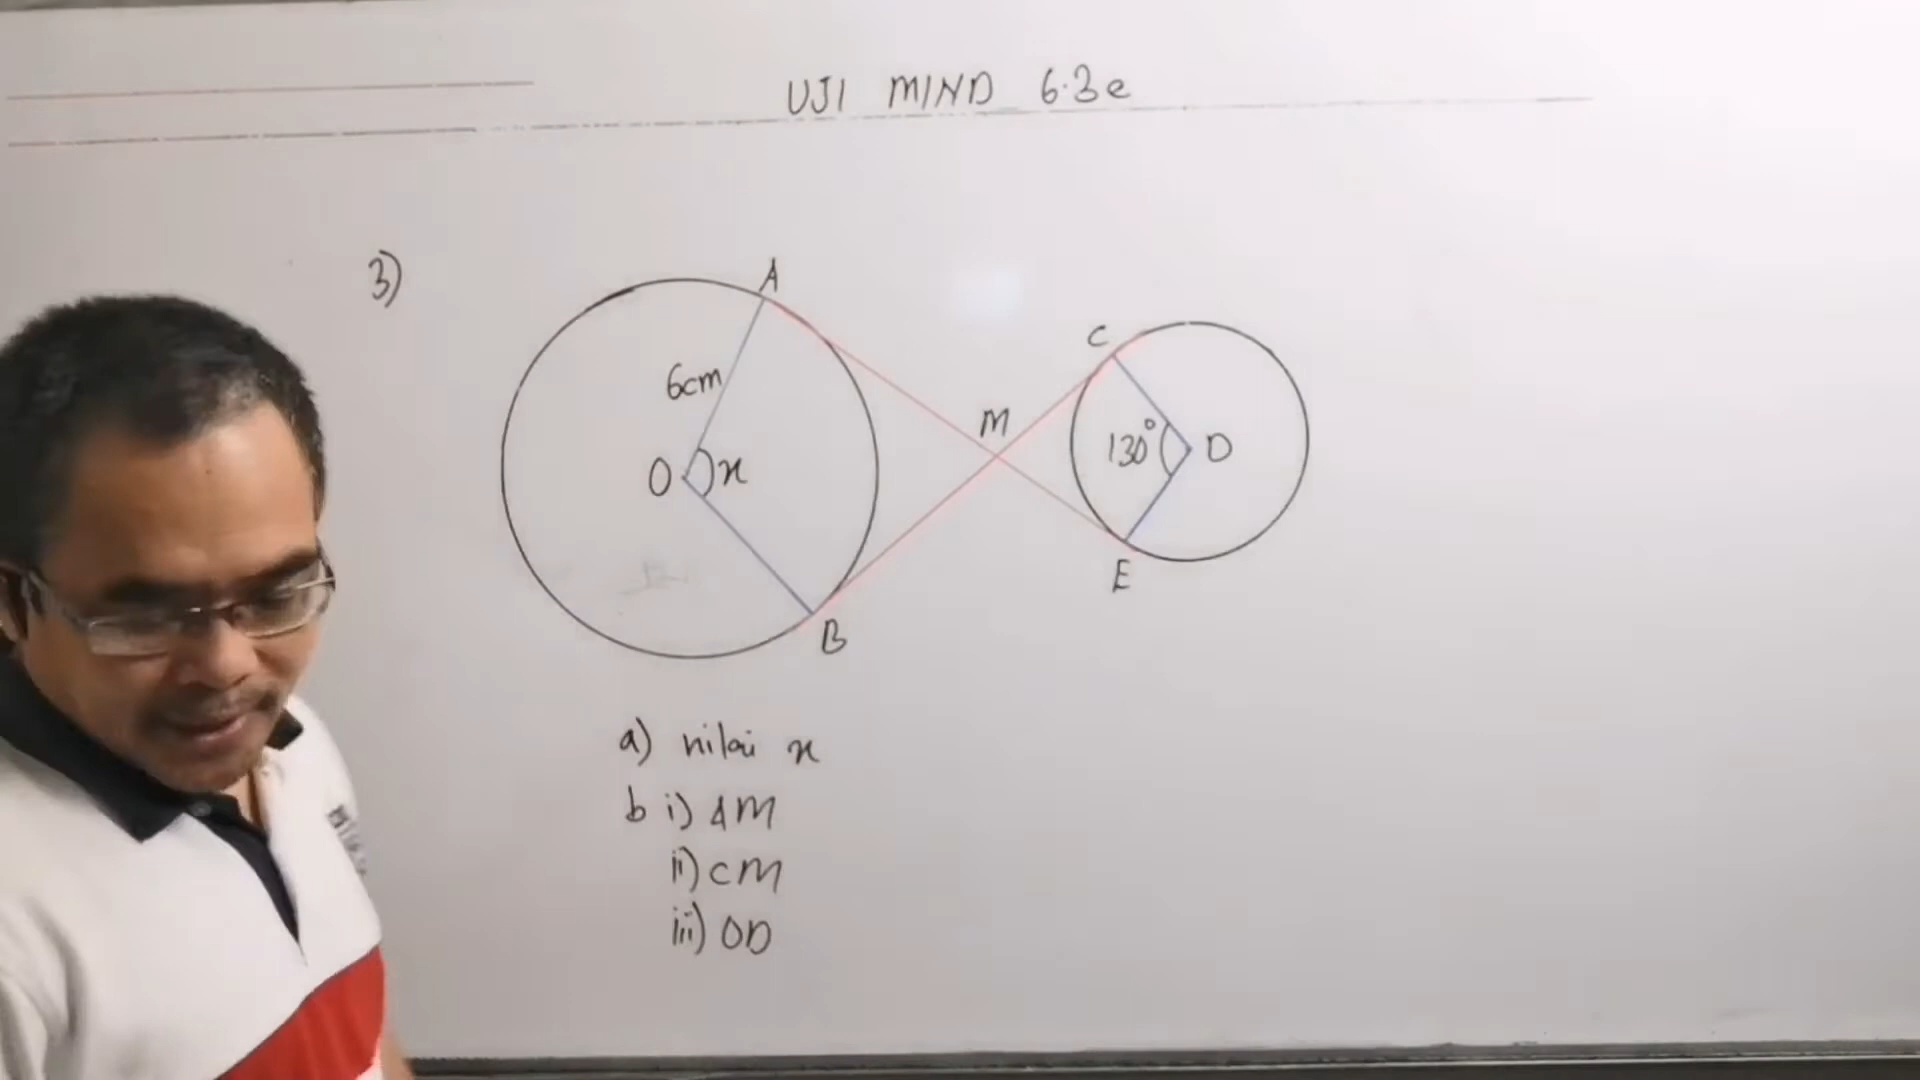 UJI MIND 6.3e
3)
A
6cm
O x
B
M
C
130° D
E
a) nilai x
b i) AM
ii) CM
iii) OD